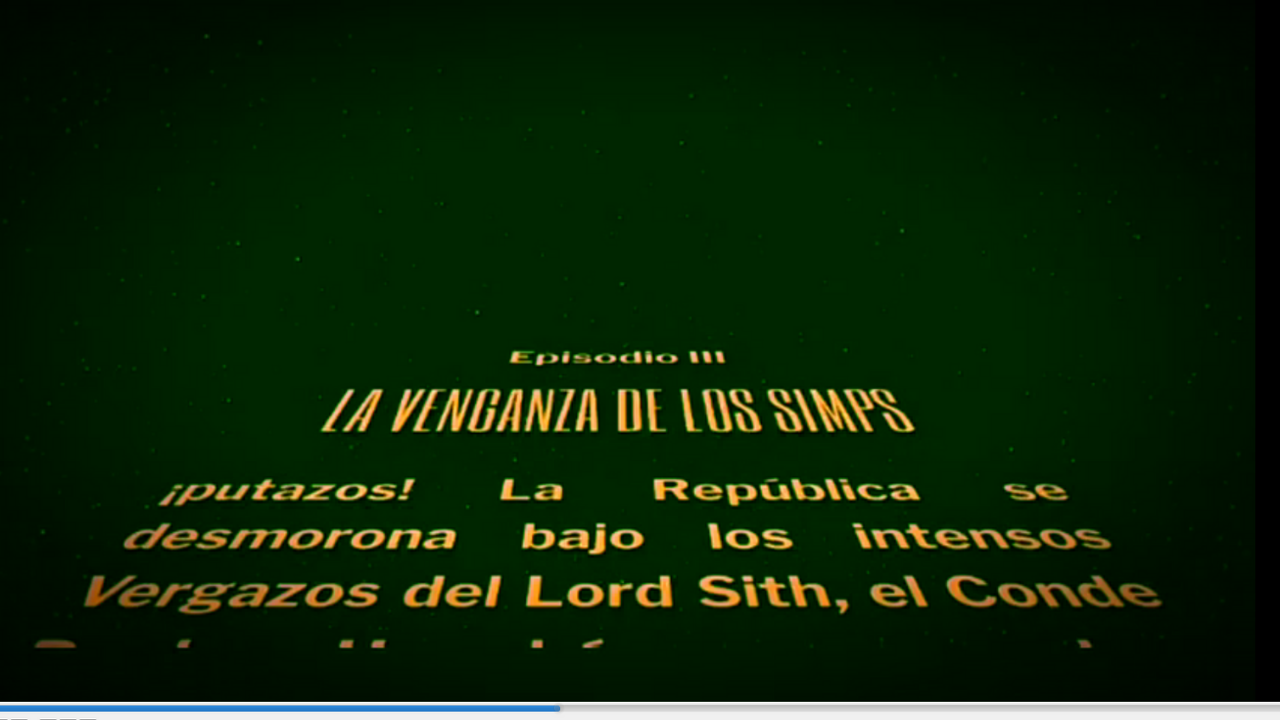 Episodio III
LA VENGANZA DE LOS SIMPS
¡putazos! La República se
desmorona bajo los intensos
Vergazos del Lord Sith, el Conde